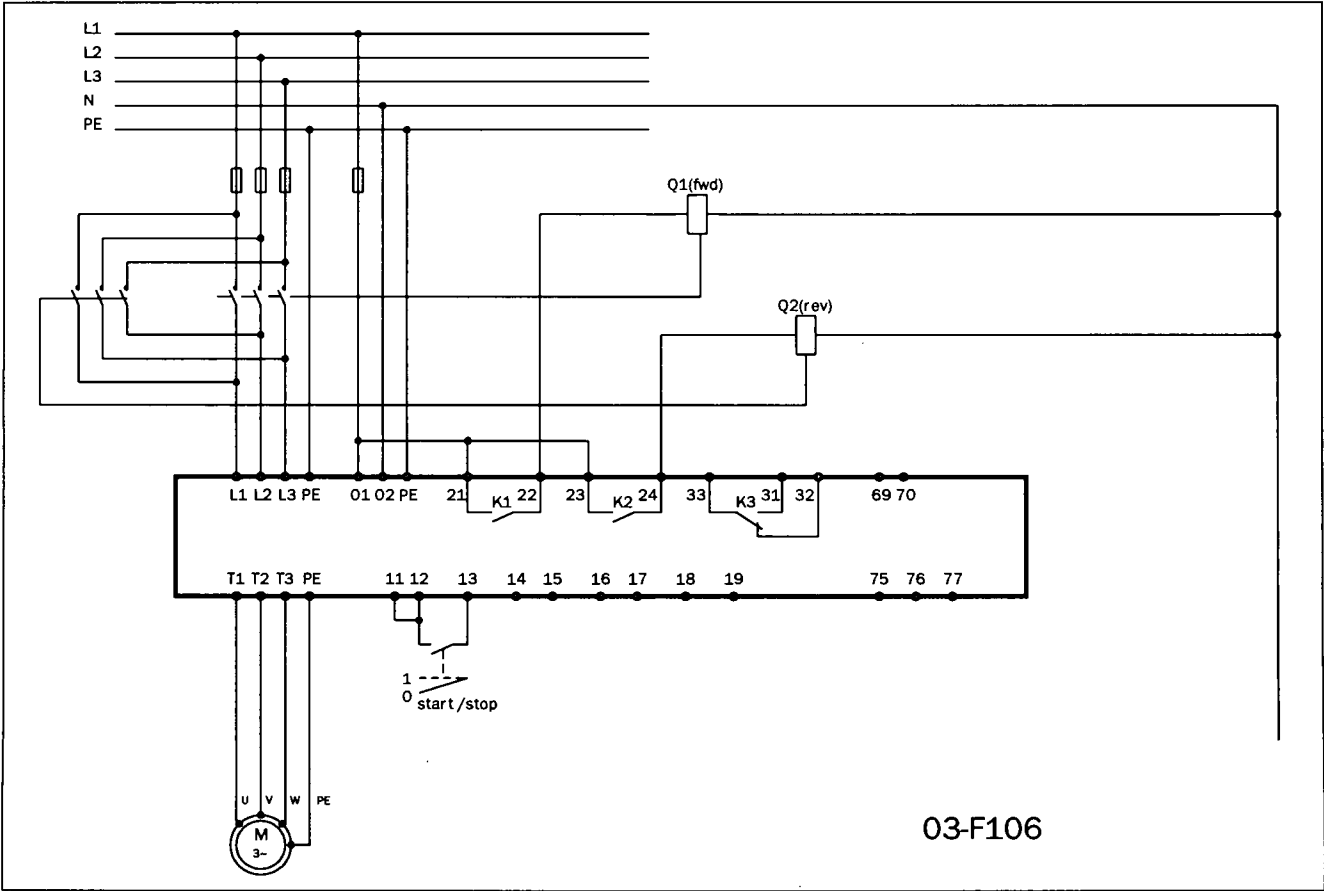 L1
L2
L3
N
PE
Q1(fwd)
Q2(rev)
L1 L2 L3 PE 01 02 PE 21 K1 22 23 K2 24 33 K3 31 32 69 70
T1 T2 T3 PE 11 12 13 14 15 16 17 18 19 75 76 77
1
0
start/stop
U V W PE
M
3~
03-F106